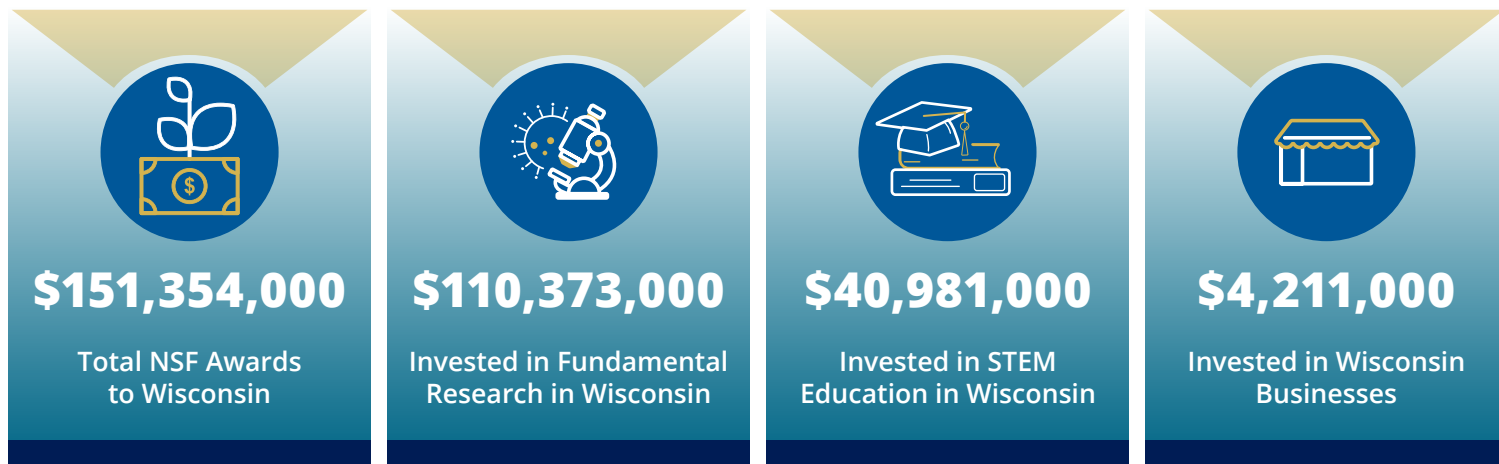 $
$151,354,000
Total NSF Awards
to Wisconsin
$110,373,000
Invested in Fundamental
Research in Wisconsin
$40,981,000
Invested in STEM
Education in Wisconsin
$4,211,000
Invested in Wisconsin
Businesses